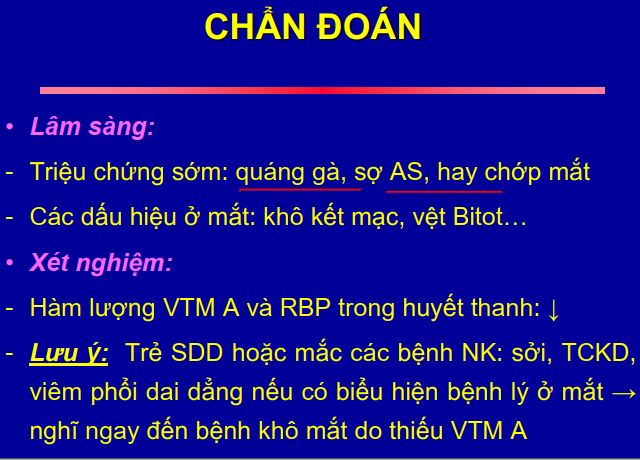 CHẨN ĐOÁN
• Lâm sàng:
- Triệu chứng sớm: quáng gà, sợ AS, hay chớp mắt
- Các dấu hiệu ở mắt: khô kết mạc, vệt Bitot…
• Xét nghiệm:
- Hàm lượng VTM A và RBP trong huyết thanh: ↓
- Lưu ý: Trẻ SDD hoặc mắc các bệnh NK: sởi, TCKD,
viêm phổi dai dẳng nếu có biểu hiện bệnh lý ở mắt →
nghĩ ngay đến bệnh khô mắt do thiếu VTM A